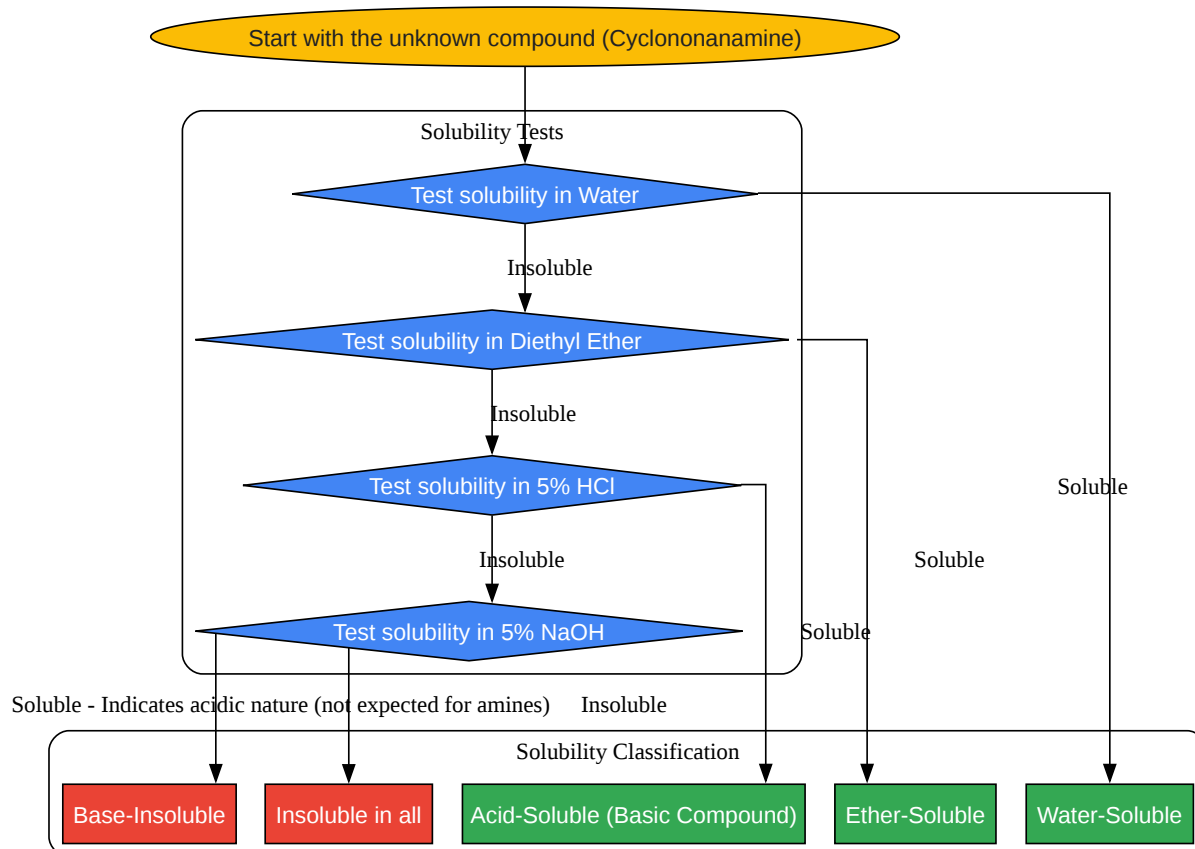 Start with the unknown compound (Cyclononanamine)
Solubility Tests
Test solubility in Water
Insoluble
Test solubility in Diethyl Ether
Insoluble
Test solubility in 5% HCl
Soluble
Insoluble
Soluble
Test solubility in 5% NaOH
Soluble
Soluble - Indicates acidic nature (not expected for amines)
Insoluble
Solubility Classification
Base-Insoluble
Insoluble in all
Acid-Soluble (Basic Compound)
Ether-Soluble
Water-Soluble